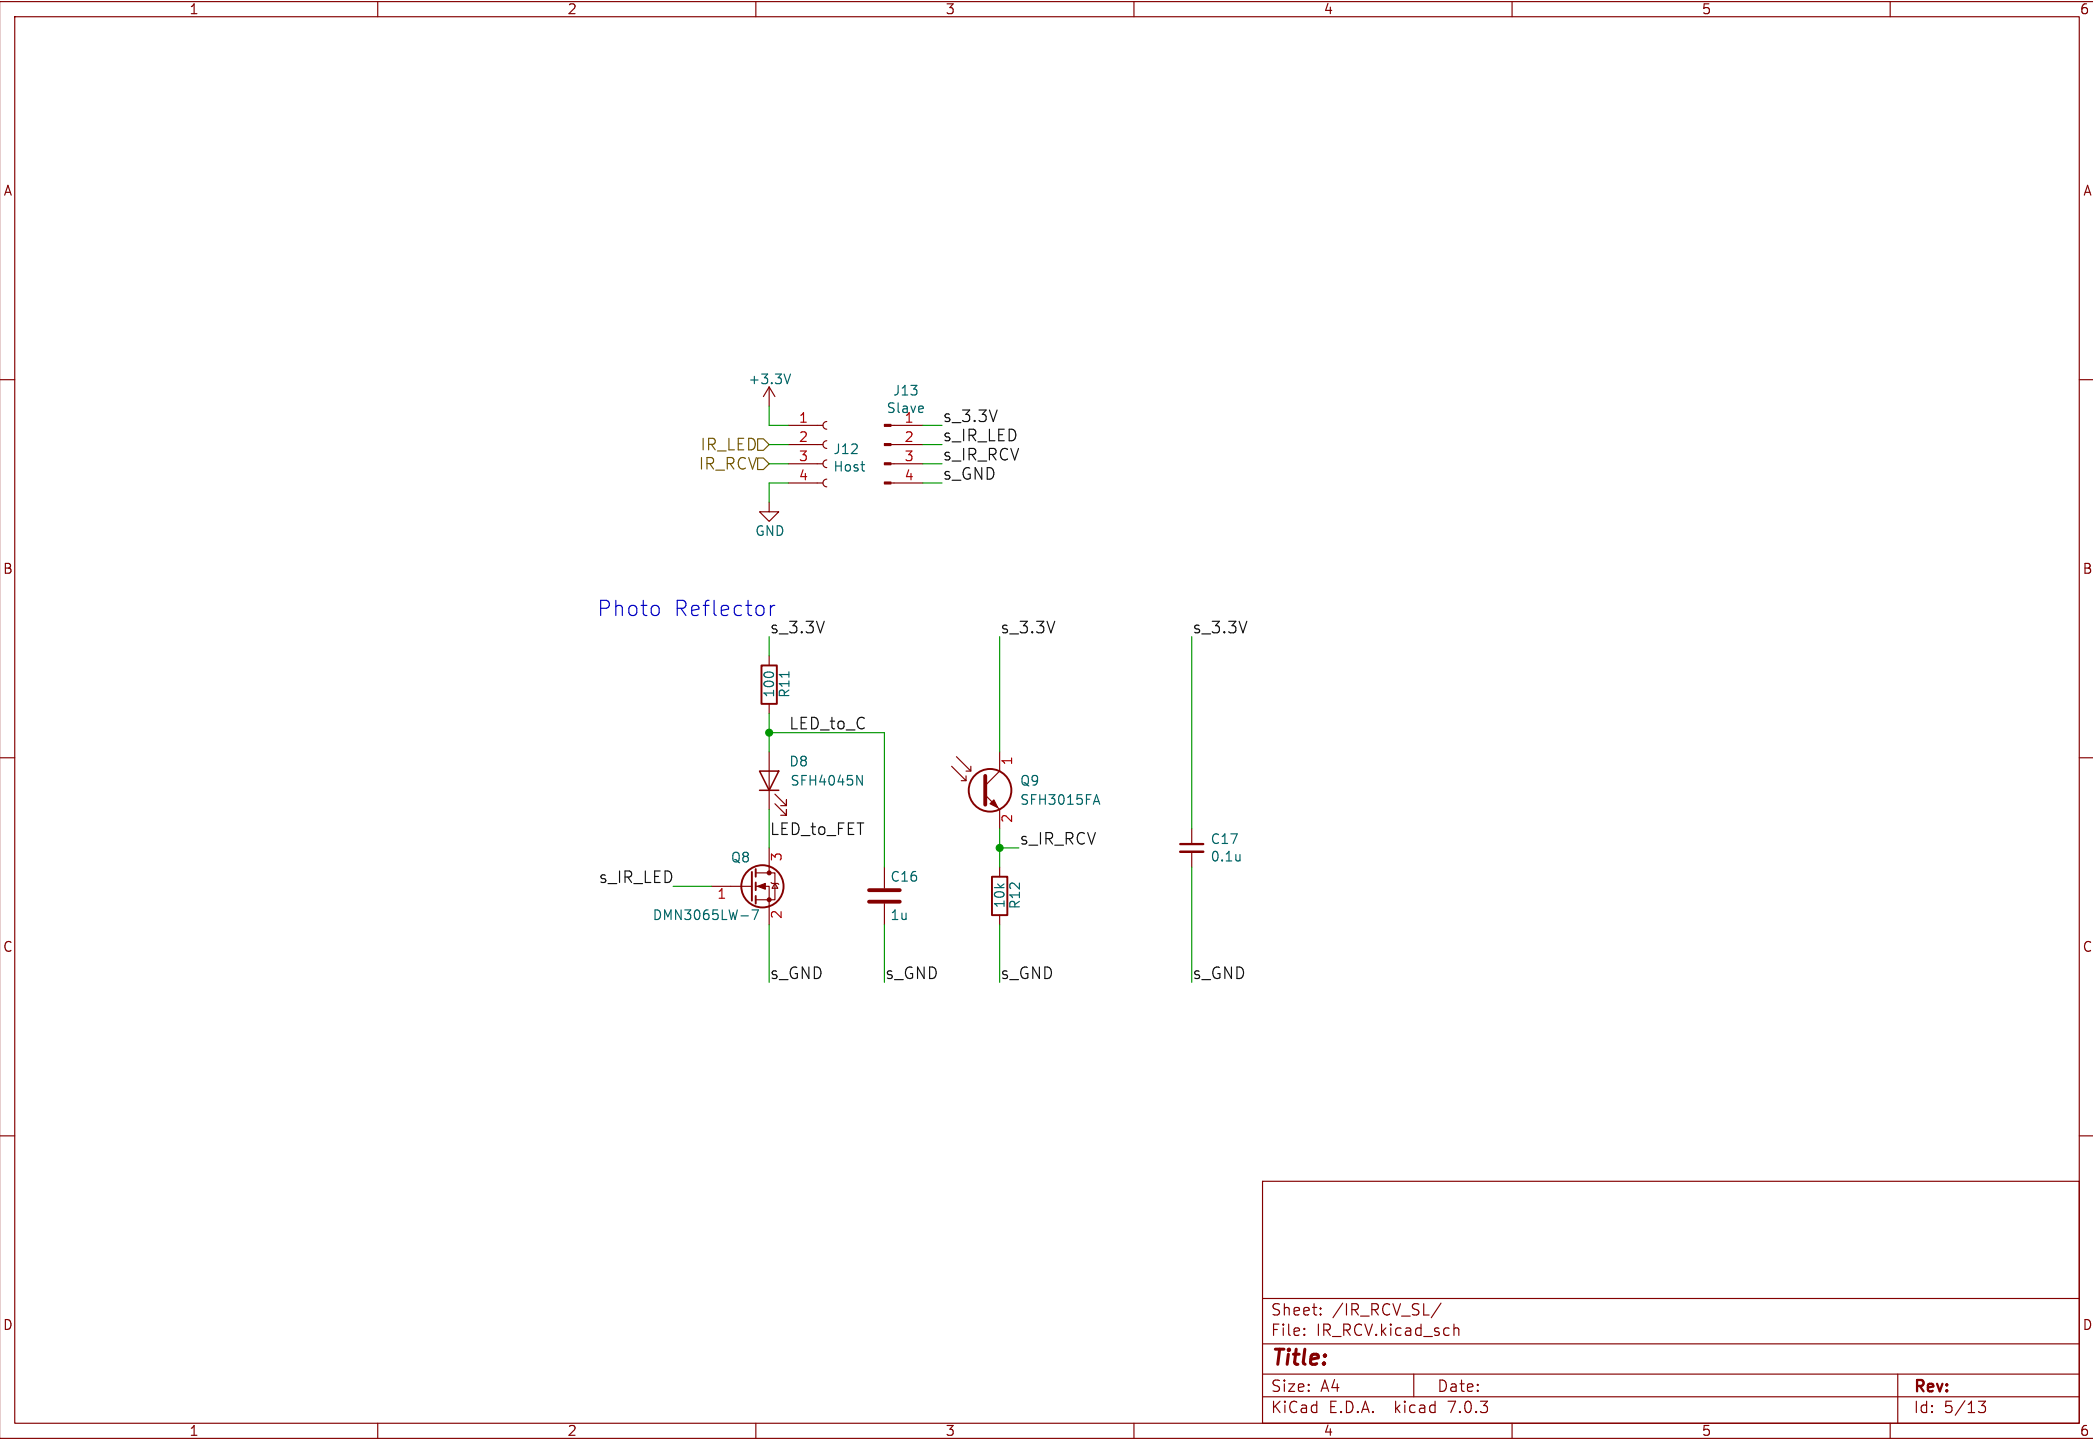 1 2 3 4 5 6
A A
+3.3V
J13
Slave
1 1 s_3.3V
IR_LED 2 2 s_IR_LED
J12
IR_RCV 3 3 s_IR_RCV
Host
4 4 s_GND
GND
B B
Photo Reflector
s_3.3V s_3.3V s_3.3V
100 R11
LED_to_C
D8
SFH4045N
1
Q9
SFH3015FA
2
LED_to_FET
s_IR_RCV
C17
0.1u
Q8 3
s_IR_LED
1
DMN3065LW-7 2
C16
1u
10k R12
C C
s_GND s_GND s_GND s_GND
Sheet: /IR_RCV_SL/
D D
File: IR_RCV.kicad_sch
Title:
Size: A4 Date: Rev:
KiCad E.D.A. kicad 7.0.3 Id: 5/13
1 2 3 4 5 6